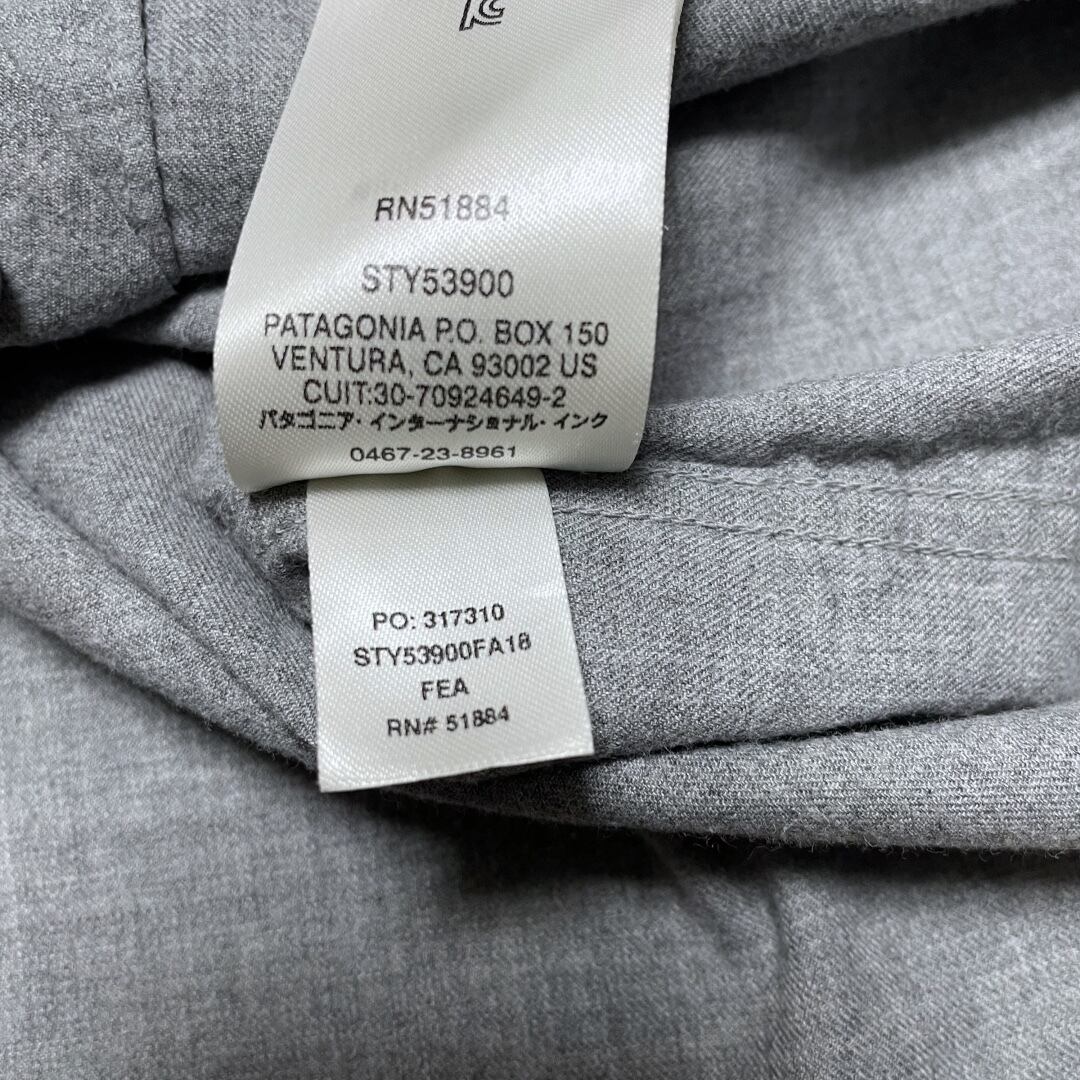 RN51884
STY53900
PATAGONIA P.O. BOX 150
VENTURA, CA 93002 US
CUIT:30-70924649-2
パタゴニア・インターナショナル・インク
0467-23-8961
PO: 317310
STY53900FA18
FEA
RN# 51884